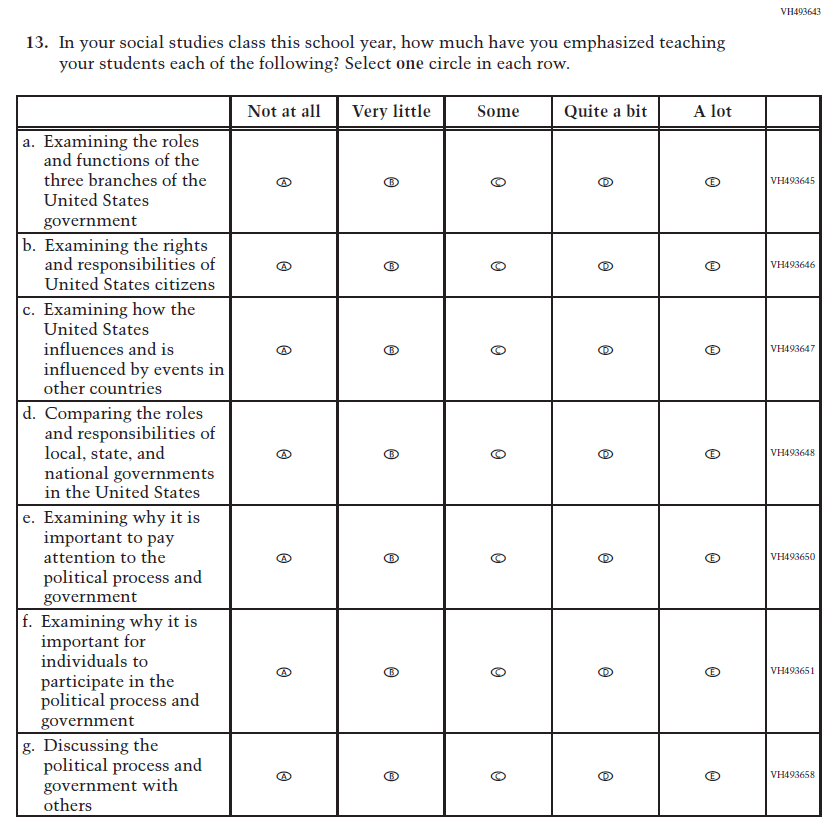 VH493643
13. In your social studies class this school year, how much have you emphasized teaching
your students each of the following? Select one circle in each row.
Not at all Very little Some Quite a bit A lot
a. Examining the roles
and functions of the
three branches of the
United States
government
A B C D E VH493645
b. Examining the rights
and responsibilities of
United States citizens
A B C D E VH493646
c. Examining how the
United States
influences and is
influenced by events in
other countries
A B C D E VH493647
d. Comparing the roles
and responsibilities of
local, state, and
national governments
in the United States
A B C D E VH493648
e. Examining why it is
important to pay
attention to the
political process and
government
A B C D E VH493650
f. Examining why it is
important for
individuals to
participate in the
political process and
government
A B C D E VH493651
g. Discussing the
political process and
government with
others
A B C D E VH493658